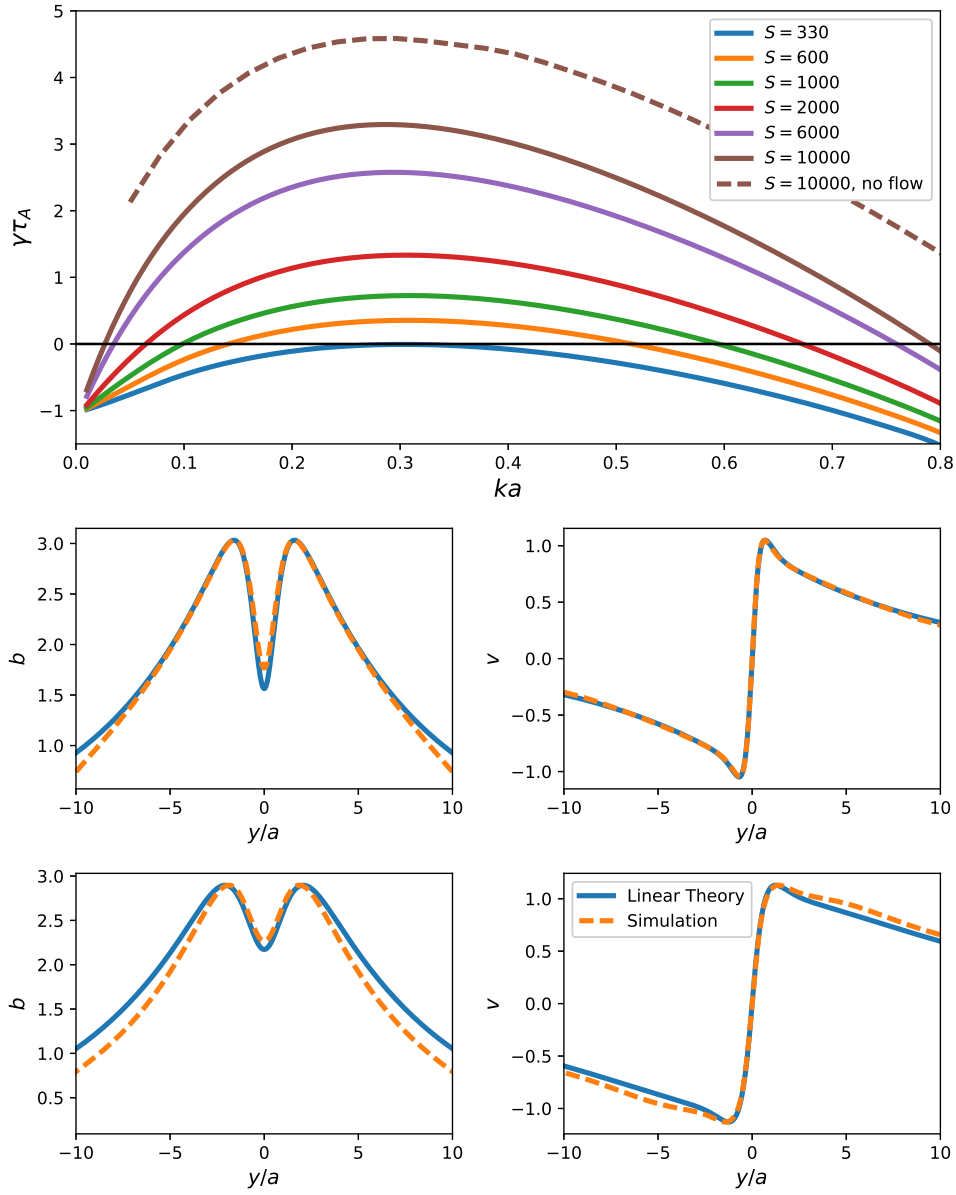 5
4
3
2
1
0
−1
γτ_A
S = 330
S = 600
S = 1000
S = 2000
S = 6000
S = 10000
S = 10000, no flow
0.0 0.1 0.2 0.3 0.4 0.5 0.6 0.7 0.8
ka
3.0
2.5
2.0
1.5
1.0
b
−10 −5 0 5 10
y/a
1.0
0.5
0.0
−0.5
−1.0
v
−10 −5 0 5 10
y/a
3.0
2.5
2.0
1.5
1.0
0.5
b
−10 −5 0 5 10
y/a
Linear Theory
Simulation
1.0
0.5
0.0
−0.5
−1.0
v
−10 −5 0 5 10
y/a